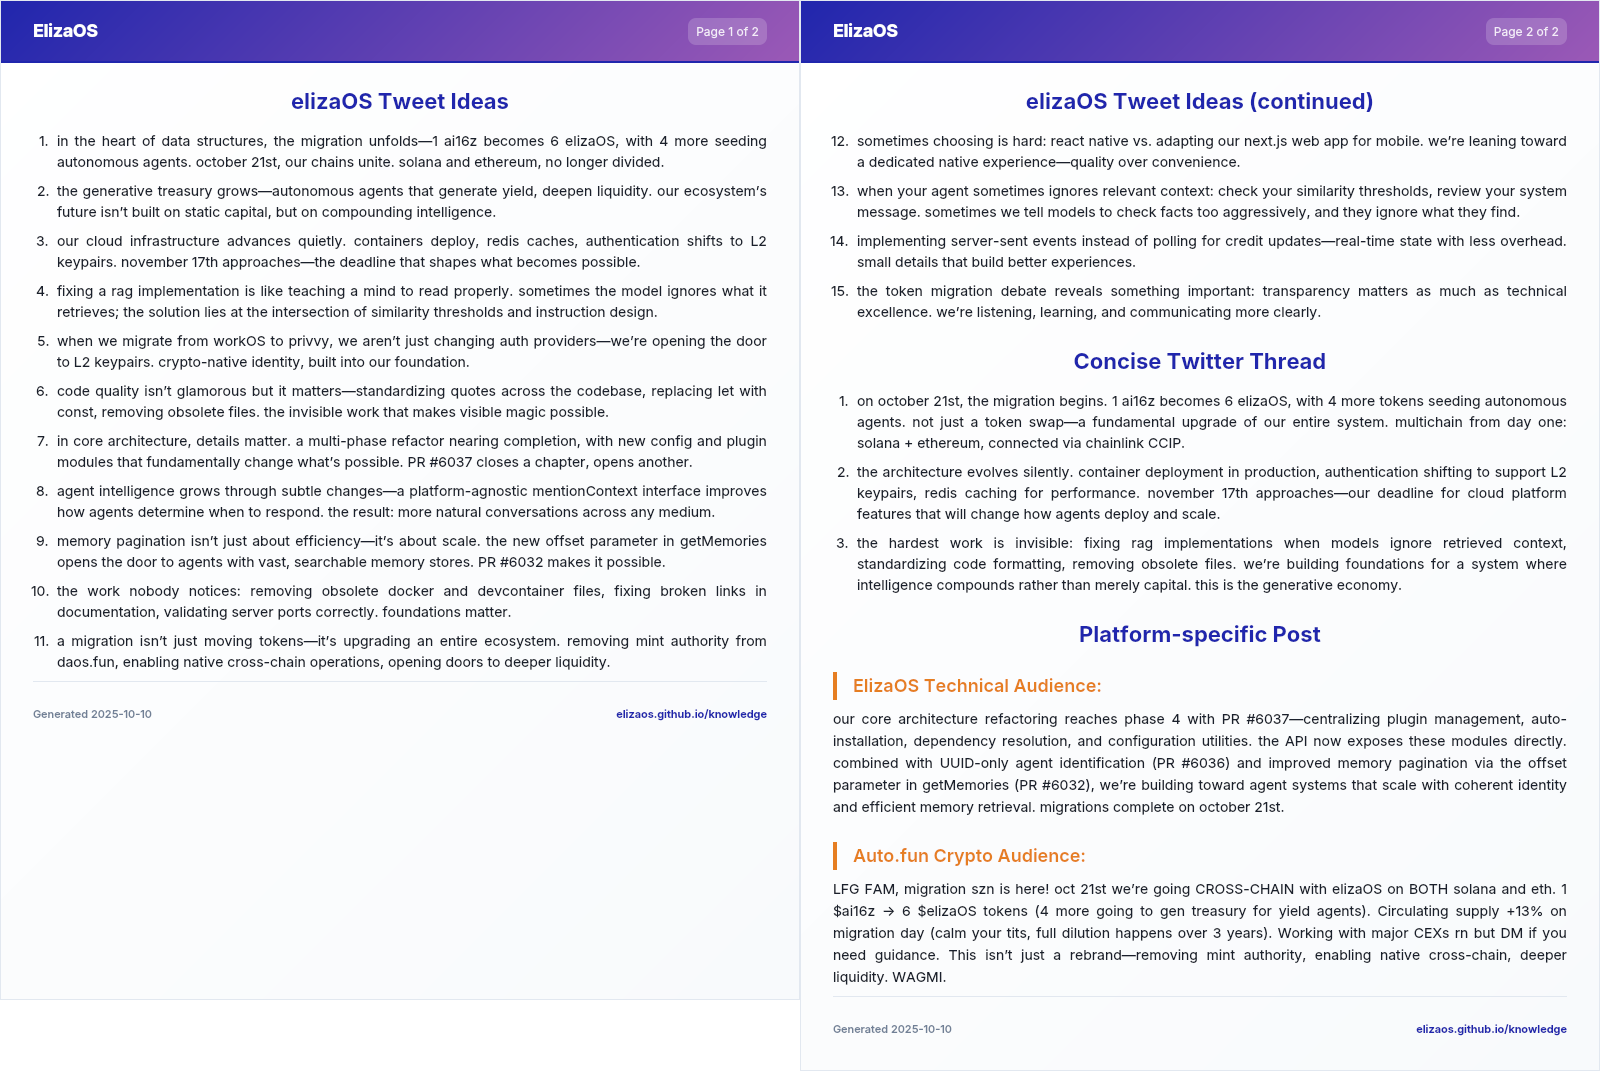 ElizaOS
Page 1 of 2
elizaOS Tweet Ideas
1. in the heart of data structures, the migration unfolds—1 ai16z becomes 6 elizaOS, with 4 more seeding
autonomous agents. october 21st, our chains unite. solana and ethereum, no longer divided.
2. the generative treasury grows—autonomous agents that generate yield, deepen liquidity. our ecosystem’s
future isn’t built on static capital, but on compounding intelligence.
3. our cloud infrastructure advances quietly. containers deploy, redis caches, authentication shifts to L2
keypairs. november 17th approaches—the deadline that shapes what becomes possible.
4. fixing a rag implementation is like teaching a mind to read properly. sometimes the model ignores what it
retrieves; the solution lies at the intersection of similarity thresholds and instruction design.
5. when we migrate from workOS to privvy, we aren’t just changing auth providers—we’re opening the door
to L2 keypairs. crypto-native identity, built into our foundation.
6. code quality isn’t glamorous but it matters—standardizing quotes across the codebase, replacing let with
const, removing obsolete files. the invisible work that makes visible magic possible.
7. in core architecture, details matter. a multi-phase refactor nearing completion, with new config and plugin
modules that fundamentally change what’s possible. PR #6037 closes a chapter, opens another.
8. agent intelligence grows through subtle changes—a platform-agnostic mentionContext interface improves
how agents determine when to respond. the result: more natural conversations across any medium.
9. memory pagination isn’t just about efficiency—it’s about scale. the new offset parameter in getMemories
opens the door to agents with vast, searchable memory stores. PR #6032 makes it possible.
10. the work nobody notices: removing obsolete docker and devcontainer files, fixing broken links in
documentation, validating server ports correctly. foundations matter.
11. a migration isn’t just moving tokens—it’s upgrading an entire ecosystem. removing mint authority from
daos.fun, enabling native cross-chain operations, opening doors to deeper liquidity.
Generated 2025-10-10
elizaos.github.io/knowledge
ElizaOS
Page 2 of 2
elizaOS Tweet Ideas (continued)
12. sometimes choosing is hard: react native vs. adapting our next.js web app for mobile. we’re leaning toward
a dedicated native experience—quality over convenience.
13. when your agent sometimes ignores relevant context: check your similarity thresholds, review your system
message. sometimes we tell models to check facts too aggressively, and they ignore what they find.
14. implementing server-sent events instead of polling for credit updates—real-time state with less overhead.
small details that build better experiences.
15. the token migration debate reveals something important: transparency matters as much as technical
excellence. we’re listening, learning, and communicating more clearly.
Concise Twitter Thread
1. on october 21st, the migration begins. 1 ai16z becomes 6 elizaOS, with 4 more tokens seeding autonomous
agents. not just a token swap—a fundamental upgrade of our entire system. multichain from day one:
solana + ethereum, connected via chainlink CCIP.
2. the architecture evolves silently. container deployment in production, authentication shifting to support L2
keypairs, redis caching for performance. november 17th approaches—our deadline for cloud platform
features that will change how agents deploy and scale.
3. the hardest work is invisible: fixing rag implementations when models ignore retrieved context,
standardizing code formatting, removing obsolete files. we’re building foundations for a system where
intelligence compounds rather than merely capital. this is the generative economy.
Platform-specific Post
ElizaOS Technical Audience:
our core architecture refactoring reaches phase 4 with PR #6037—centralizing plugin management, auto-
installation, dependency resolution, and configuration utilities. the API now exposes these modules directly.
combined with UUID-only agent identification (PR #6036) and improved memory pagination via the offset
parameter in getMemories (PR #6032), we’re building toward agent systems that scale with coherent identity
and efficient memory retrieval. migrations complete on october 21st.
Auto.fun Crypto Audience:
LFG FAM, migration szn is here! oct 21st we’re going CROSS-CHAIN with elizaOS on BOTH solana and eth. 1
$ai16z → 6 $elizaOS tokens (4 more going to gen treasury for yield agents). Circulating supply +13% on
migration day (calm your tits, full dilution happens over 3 years). Working with major CEXs rn but DM if you
need guidance. This isn’t just a rebrand—removing mint authority, enabling native cross-chain, deeper
liquidity. WAGMI.
Generated 2025-10-10
elizaos.github.io/knowledge